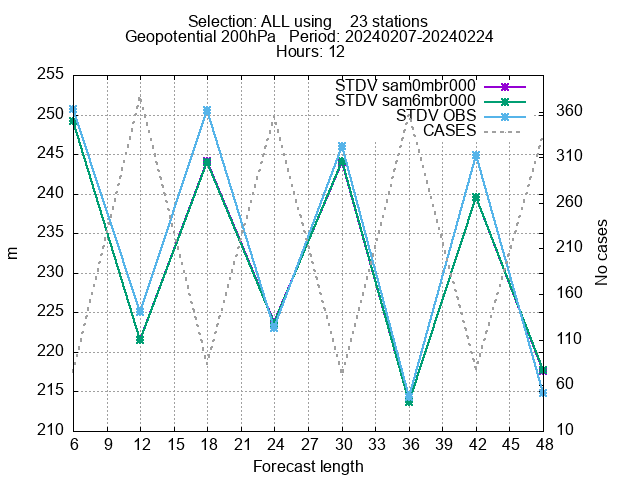 Selection: ALL using    23 stations
Geopotential 200hPa   Period: 20240207-20240224
Hours: 12
STDV sam0mbr000
STDV sam6mbr000
STDV OBS
CASES
255
250
245
240
235
230
225
220
215
210
m
360
310
260
210
160
110
60
10
No cases
6 9 12 15 18 21 24 27 30 33 36 39 42 45 48
Forecast length